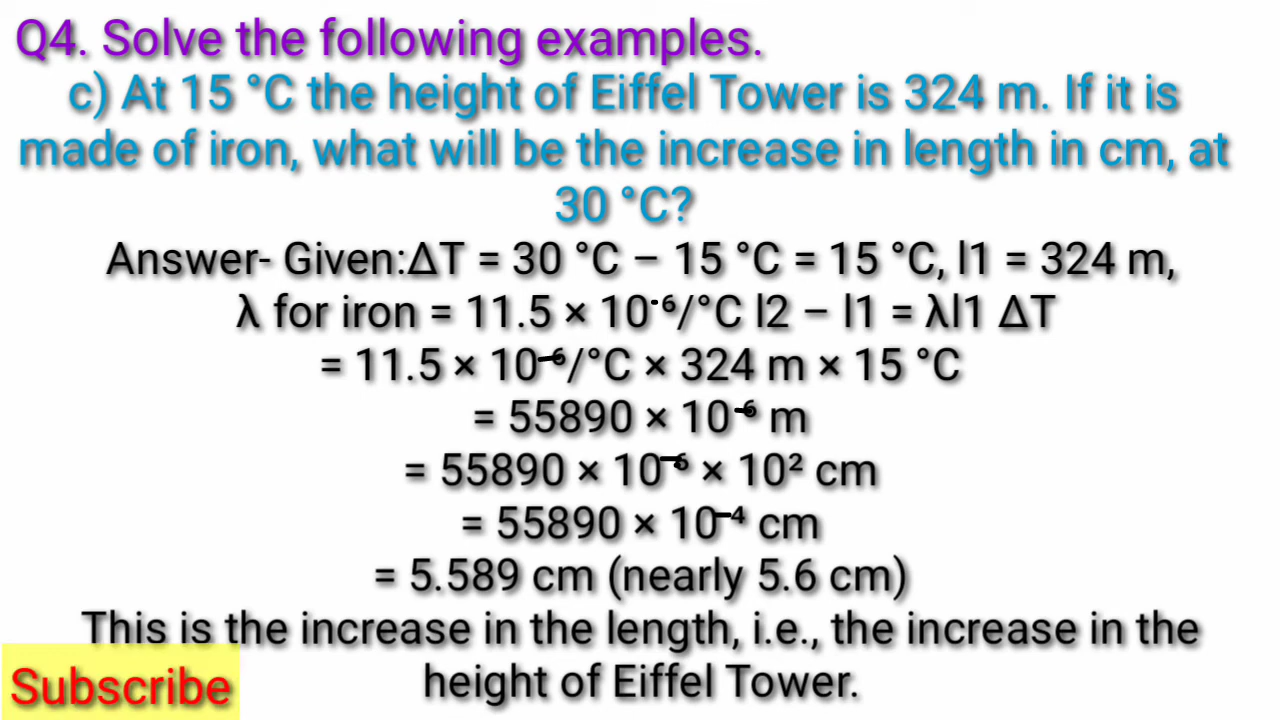 Q4. Solve the following examples.
c) At 15 °C the height of Eiffel Tower is 324 m. If it is
made of iron, what will be the increase in length in cm, at
30 °C?
Answer- Given:ΔT = 30 °C – 15 °C = 15 °C, l1 = 324 m,
λ for iron = 11.5 × 10⁻⁶/°C l2 – l1 = λl1 ΔT
= 11.5 × 10⁻⁶/°C × 324 m × 15 °C
= 55890 × 10⁻⁶ m
= 55890 × 10⁻⁶ × 10² cm
= 55890 × 10⁻⁴ cm
= 5.589 cm (nearly 5.6 cm)
This is the increase in the length, i.e., the increase in the
height of Eiffel Tower.
Subscribe